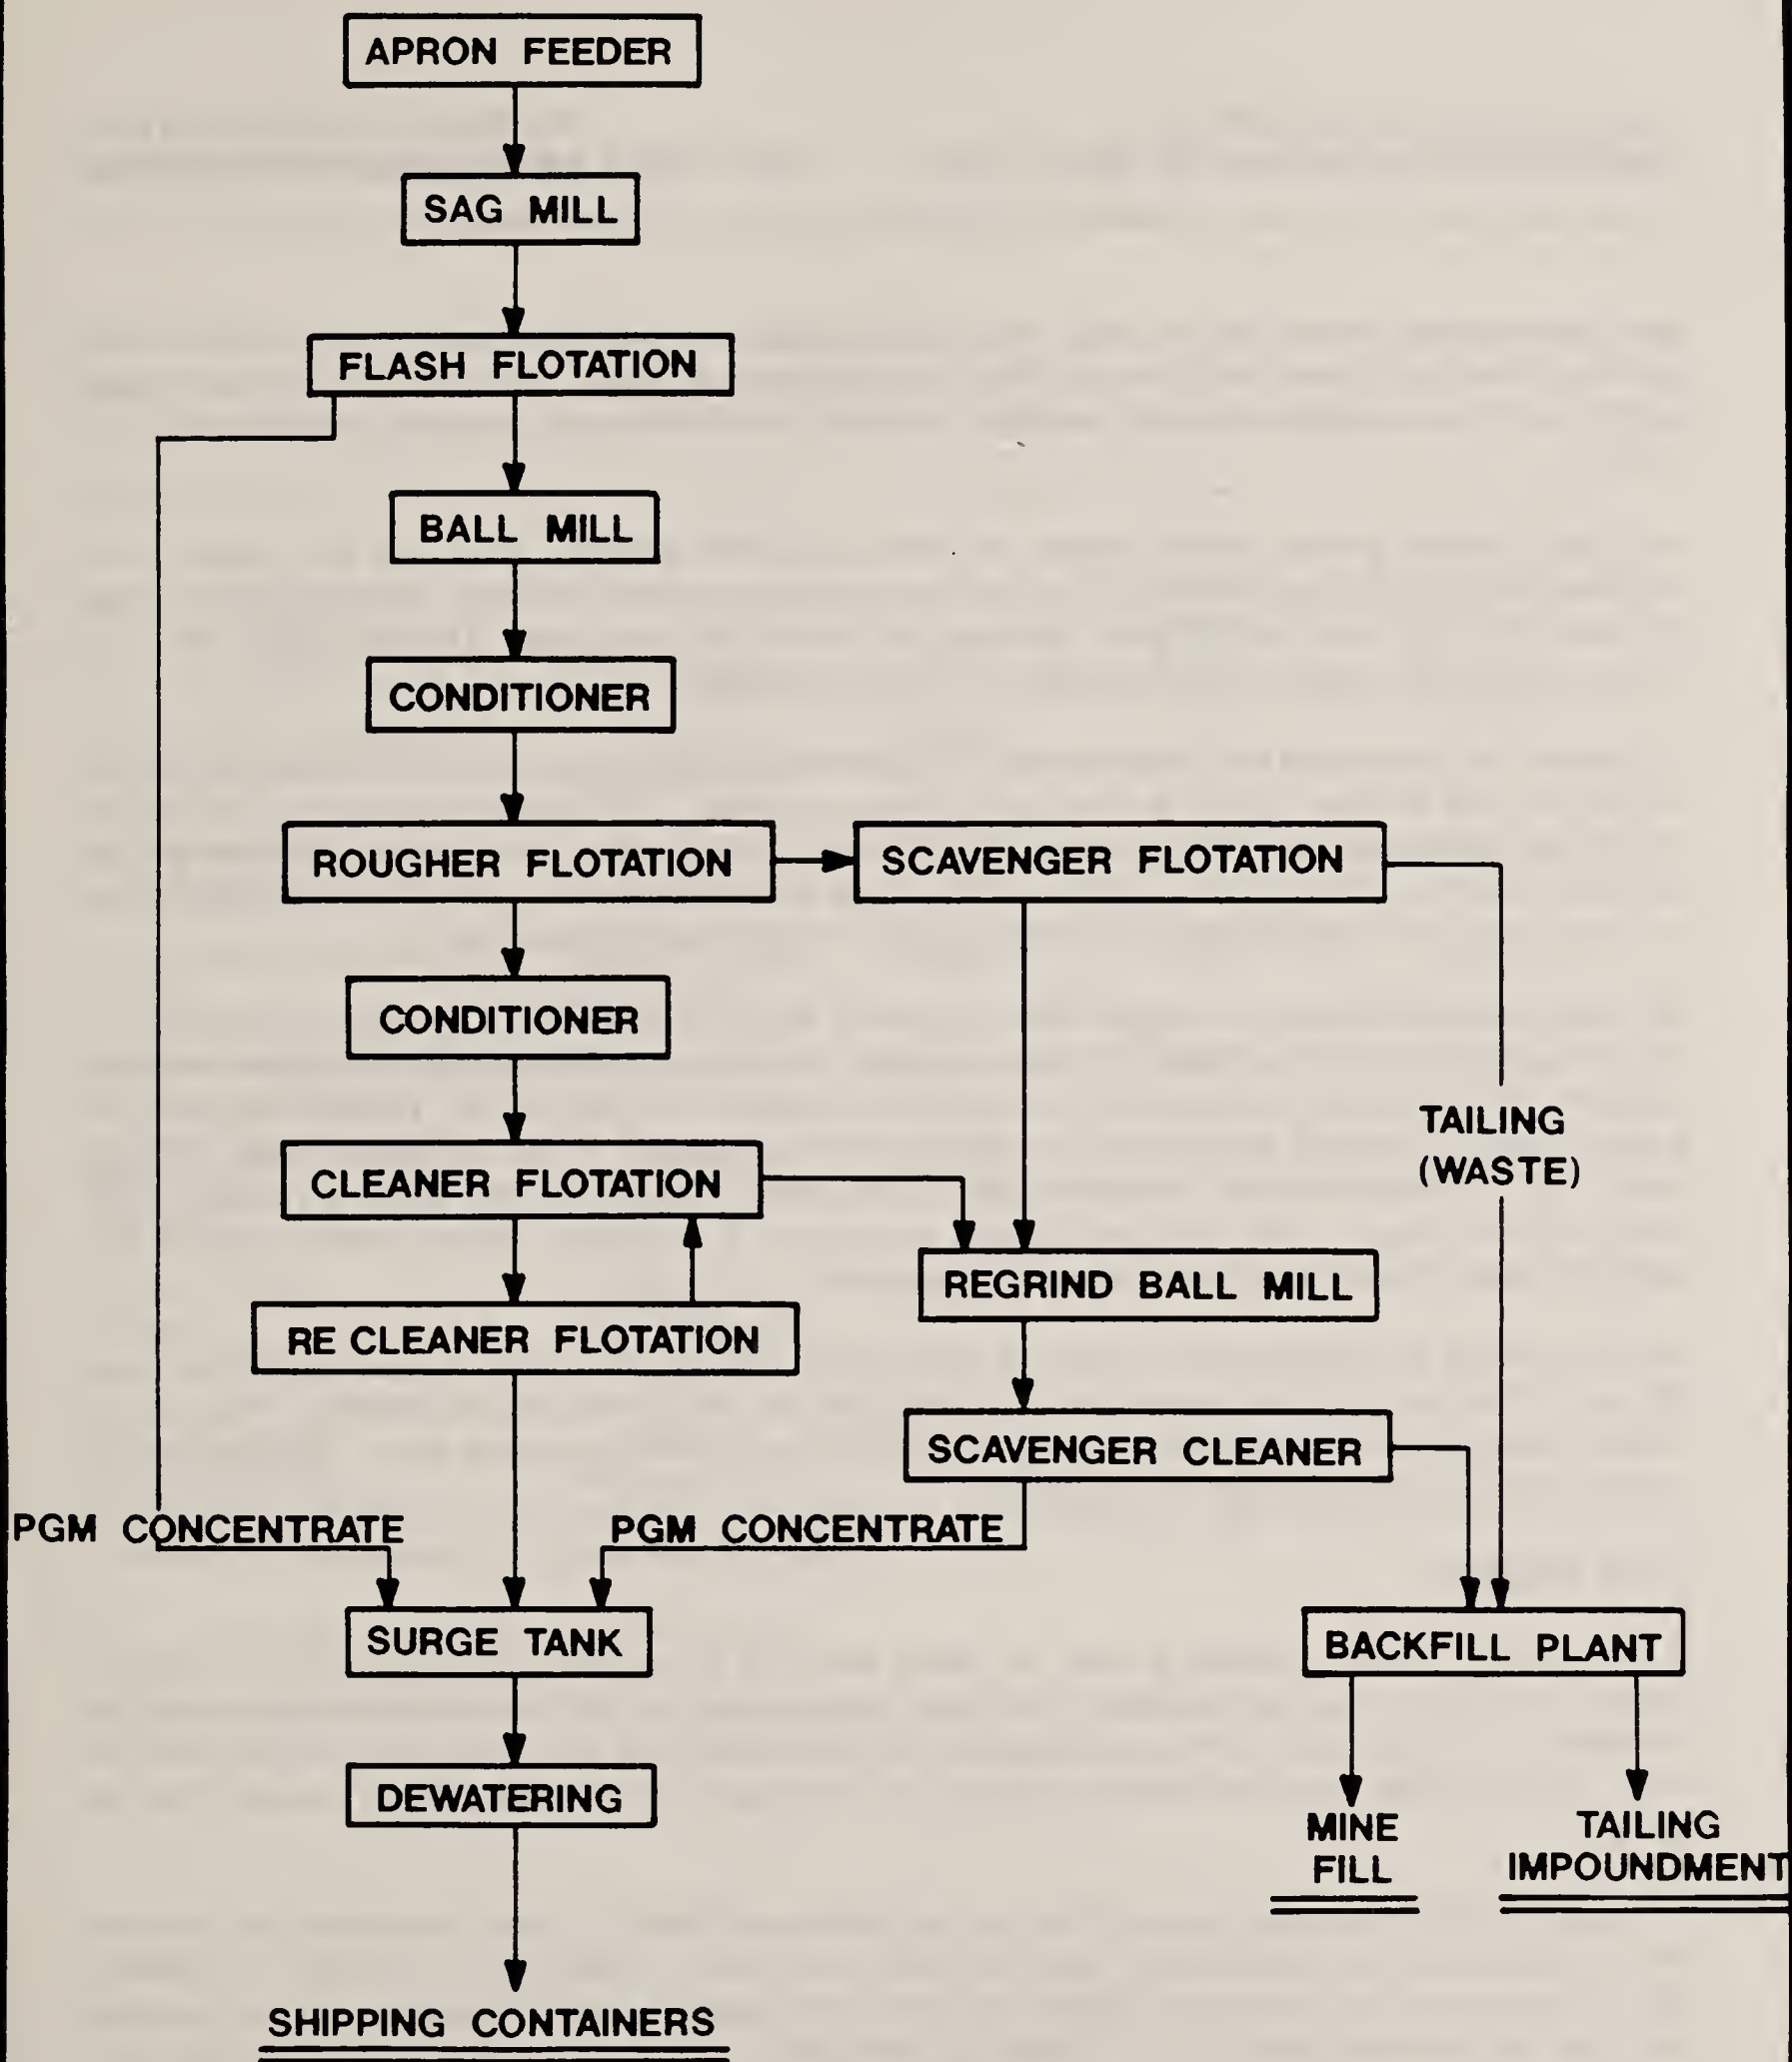 APRON FEEDER
SAG MILL
FLASH FLOTATION
BALL MILL
CONDITIONER
ROUGHER FLOTATION
SCAVENGER FLOTATION
CONDITIONER
TAILING
(WASTE)
CLEANER FLOTATION
REGRIND BALL MILL
RE CLEANER FLOTATION
SCAVENGER CLEANER
PGM CONCENTRATE
PGM CONCENTRATE
SURGE TANK
BACKFILL PLANT
DEWATERING
MINE
FILL
TAILING
IMPOUNDMENT
SHIPPING CONTAINERS